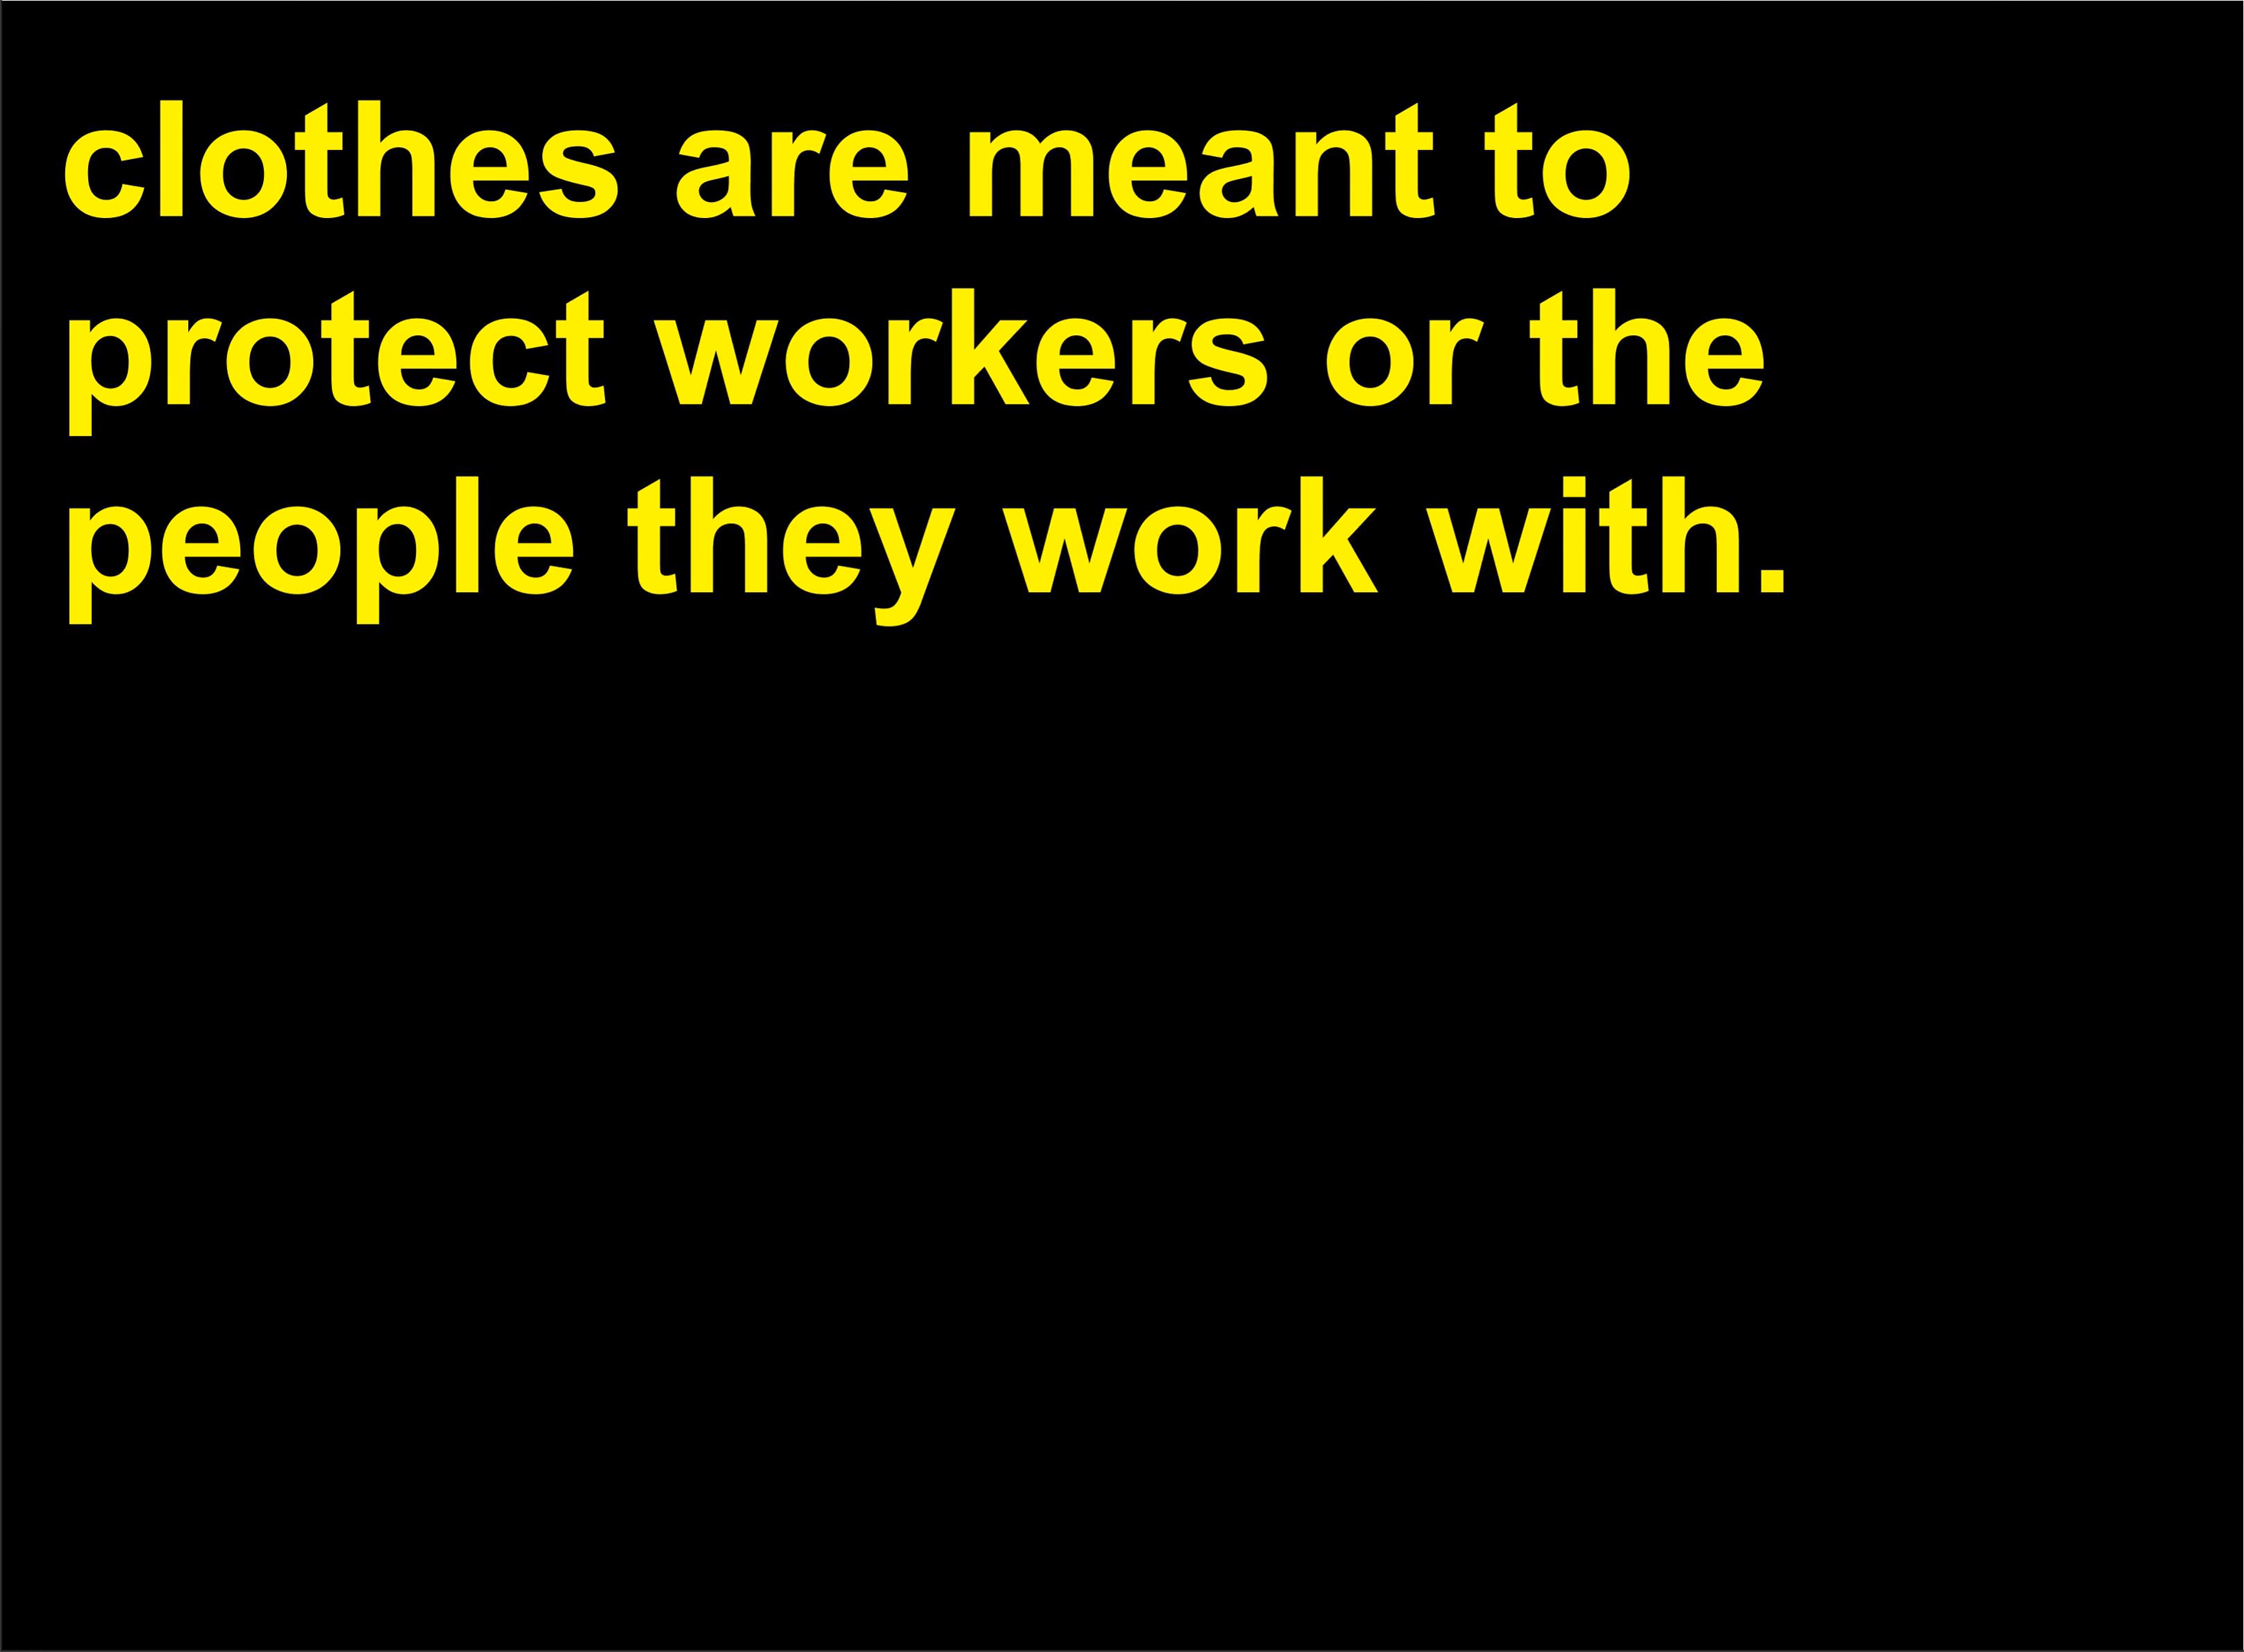 clothes are meant to
protect workers or the
people they work with.